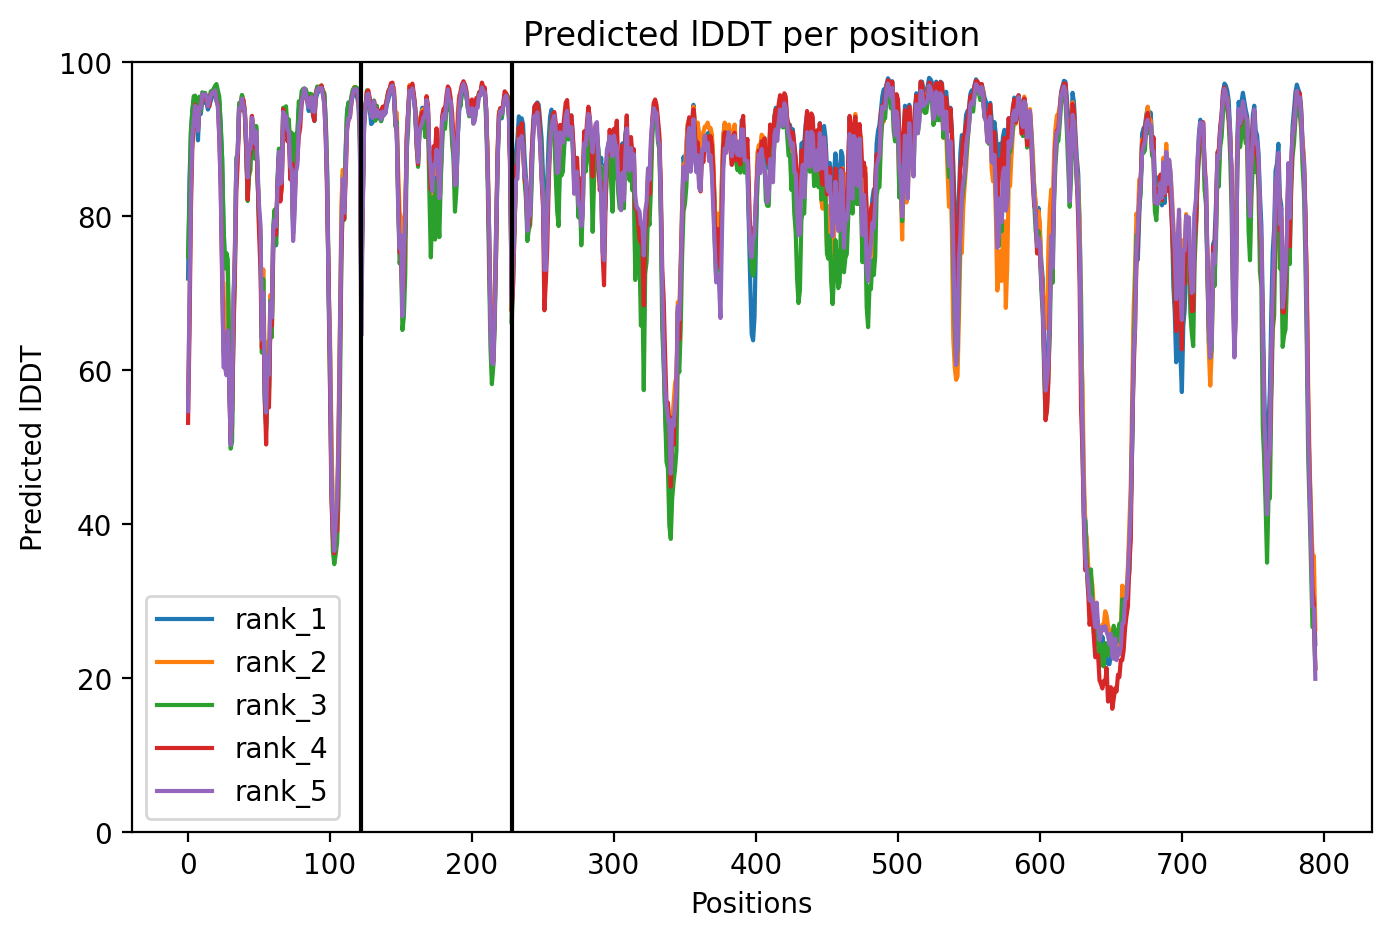 Predicted lDDT per position
100
80
60
40
20
0
Predicted lDDT
rank_1
rank_2
rank_3
rank_4
rank_5
0 100 200 300 400 500 600 700 800
Positions